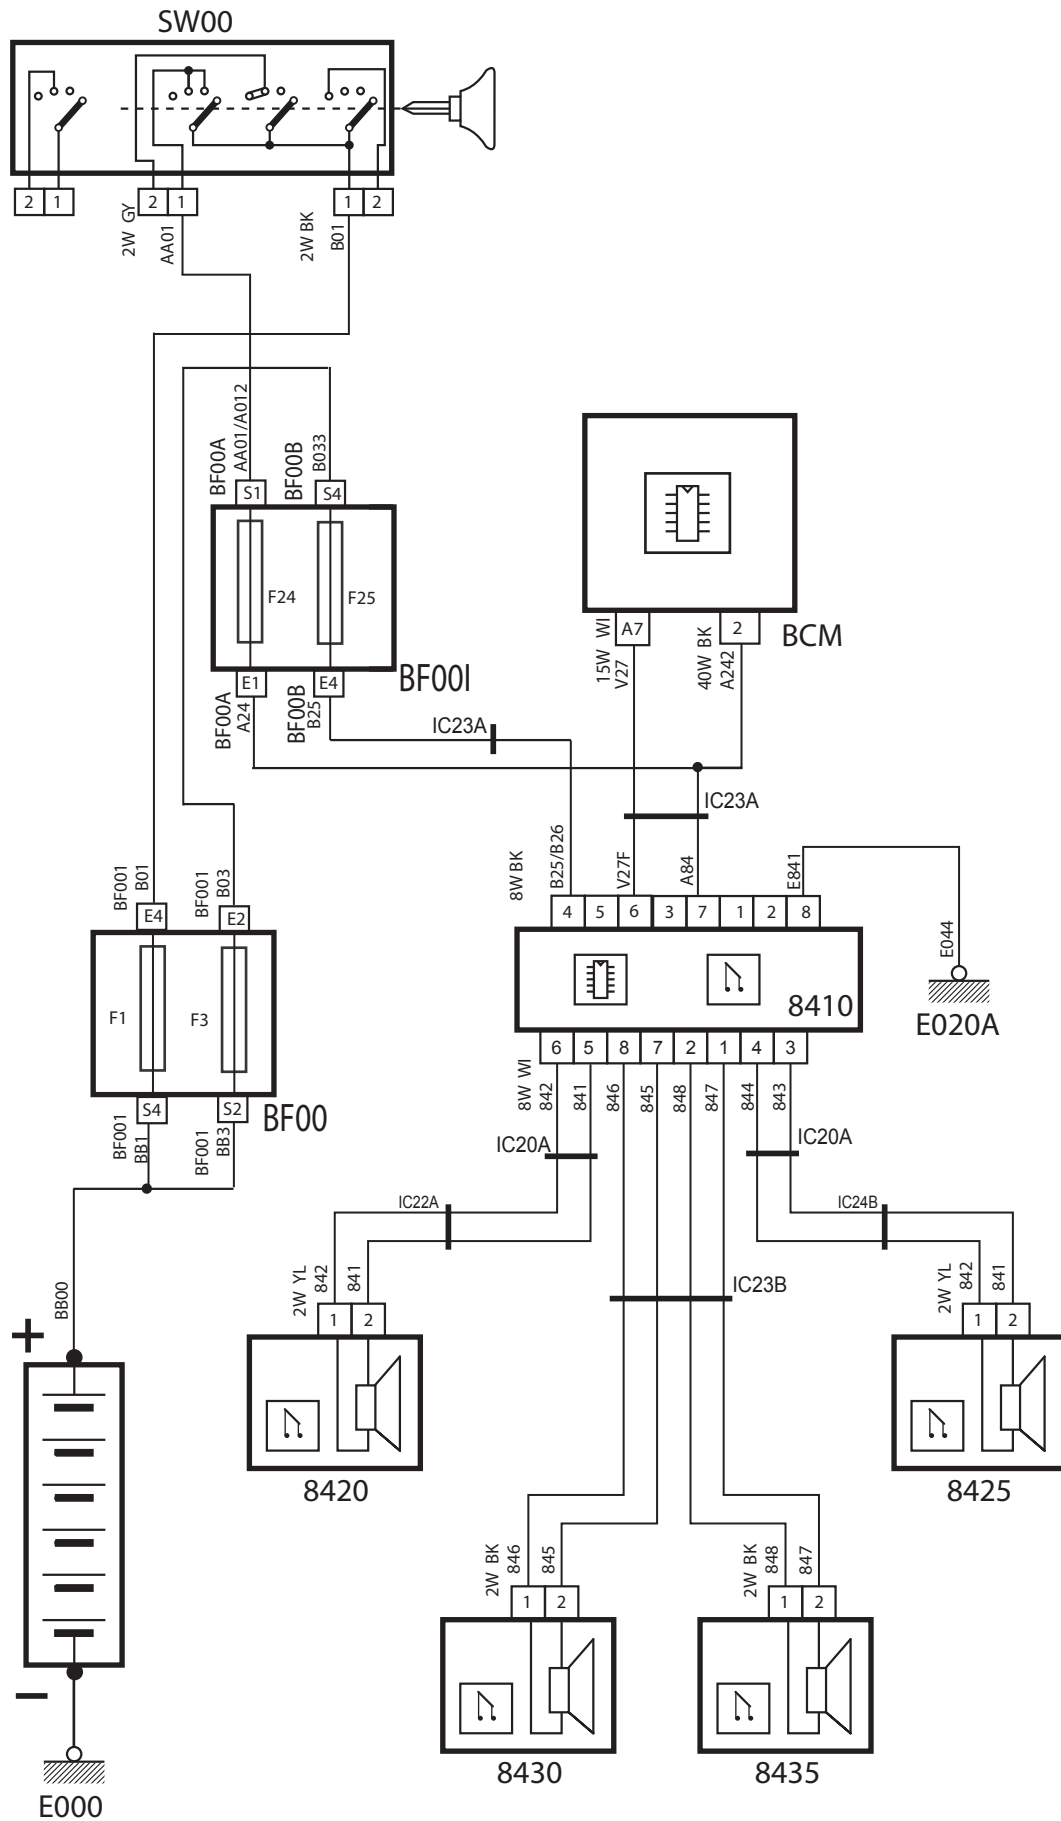 SW00
2 1
2 1
1 2
2W GY
AA01
2W BK
B01
BF00A
AA01/A012
BF00B
B033
S1
S4
F24
F25
E1
E4
BF00I
BF00A
A24
BF00B
B25
IC23A
A7
2
BCM
15W WI
V27
40W BK
A242
IC23A
8W BK
B25/B26
V27F
A84
E841
4 5 6 3 7 1 2 8
8410
E044
E020A
BF001
B01
BF001
B03
E4
E2
F1
F3
S4
S2
BF00
BF001
BB1
BF001
BB3
6 5 8 7 2 1 4 3
8W WI
842
841
846
845
848
847
844
843
IC20A
IC20A
IC22A
IC24B
IC23B
BB00
+
−
E000
2W YL
842
841
1 2
8420
2W YL
842
841
1 2
8425
2W BK
846
845
1 2
8430
2W BK
848
847
1 2
8435